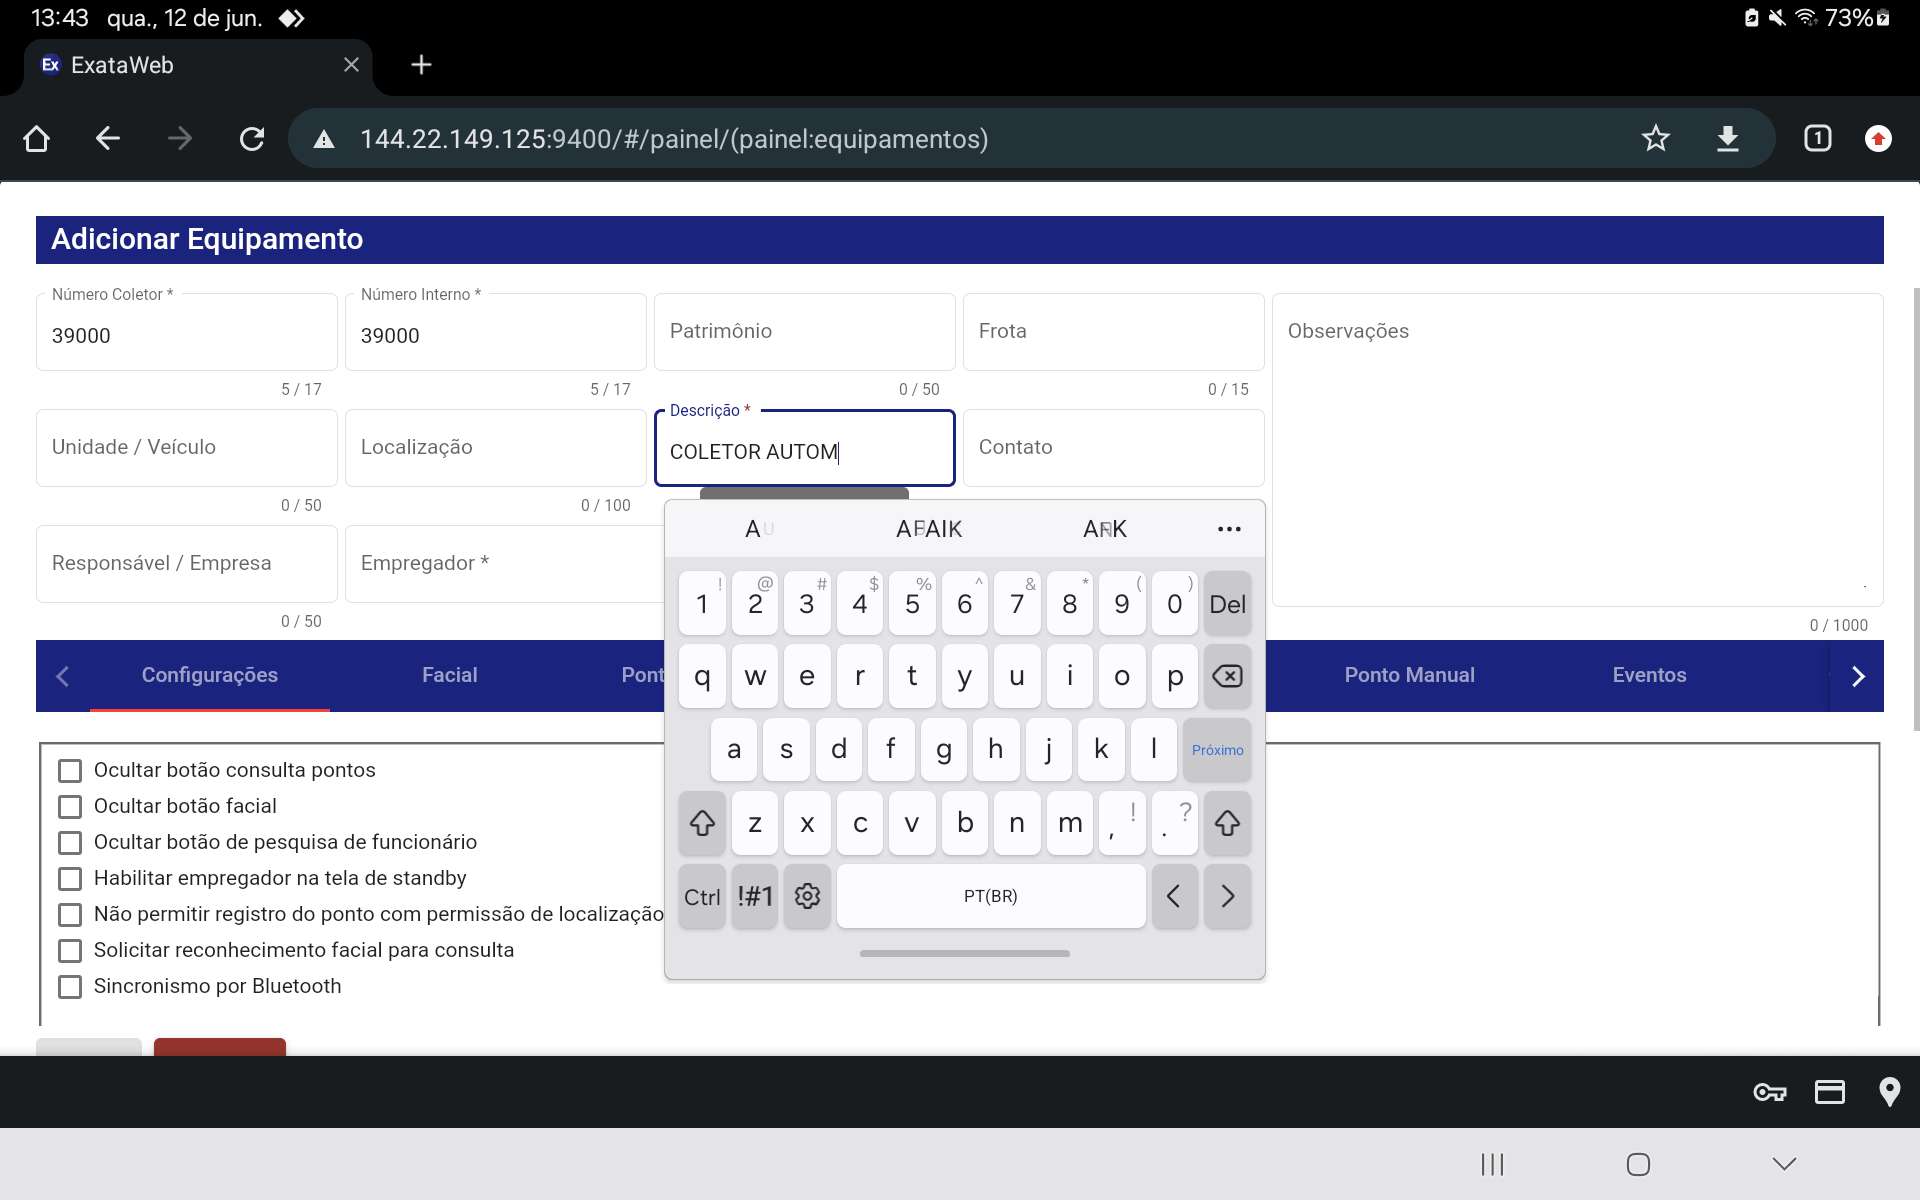 13:43 qua., 12 de jun.
73%
Ex ExataWeb
144.22.149.125:9400/#/painel/(painel:equipamentos)
1
Adicionar Equipamento
Número Coletor *
39000
5 / 17
Número Interno *
39000
5 / 17
Patrimônio
0 / 50
Frota
0 / 15
Observações
0 / 1000
Unidade / Veículo
0 / 50
Localização
0 / 100
Descrição *
COLETOR AUTOM
Contato
Responsável / Empresa
0 / 50
Empregador *
Configurações
Facial
Pont
Ponto Manual
Eventos
Ocultar botão consulta pontos
Ocultar botão facial
Ocultar botão de pesquisa de funcionário
Habilitar empregador na tela de standby
Não permitir registro do ponto com permissão de localização
Solicitar reconhecimento facial para consulta
Sincronismo por Bluetooth
! @ # $ % ^ & * ( )
1 2 3 4 5 6 7 8 9 0 Del
q w e r t y u i o p
a s d f g h j k l Próximo
z x c v b n m , ! . ?
Ctrl !#1 PT(BR) < >